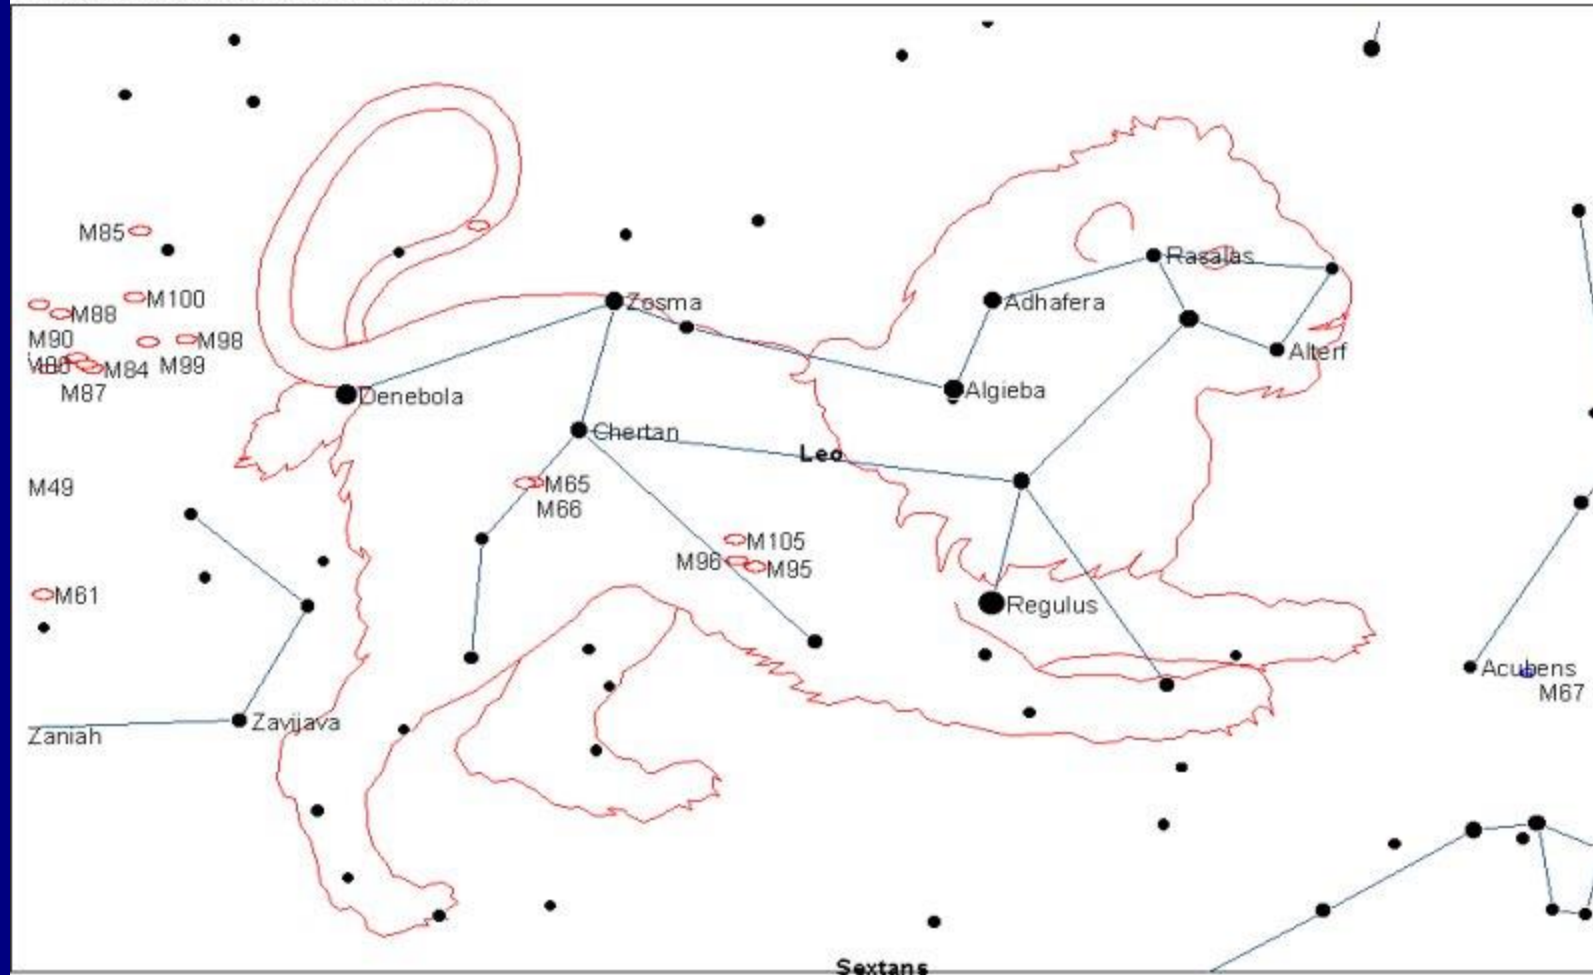 M85
Rasalas
M100
M88
Zosma
Adhafera
M90
M98
M99
Alterf
M86
M84
M87
Denebola
Algieba
Chertan
Leo
M49
M65
M66
M105
M96
M95
M61
Regulus
Acubens
M67
Zavijava
Zaniah
Sextans